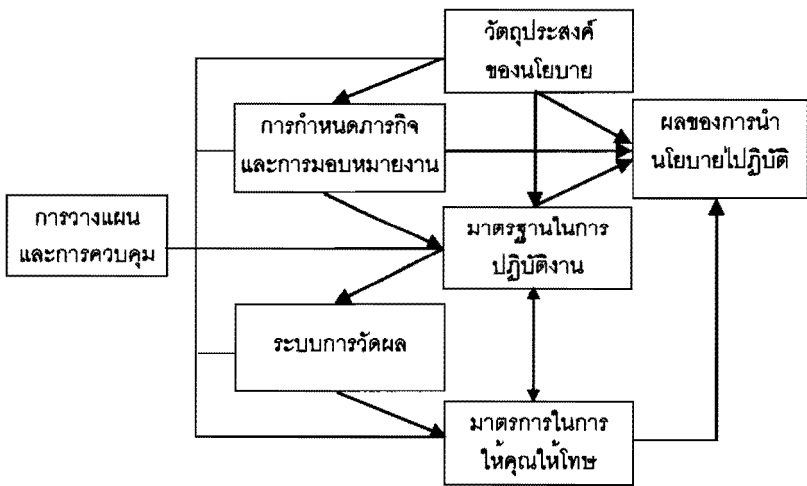 วัตถุประสงค์
ของนโยบาย
การกำหนดภารกิจ
และการมอบหมายงาน
ผลของการนำ
นโยบายไปฏิบัติ
การวางแผน
และการควบคุม
มาตรฐานในการ
ปฏิบัติงาน
ระบบการวัดผล
มาตรการในการ
ให้คุณให้โทษ